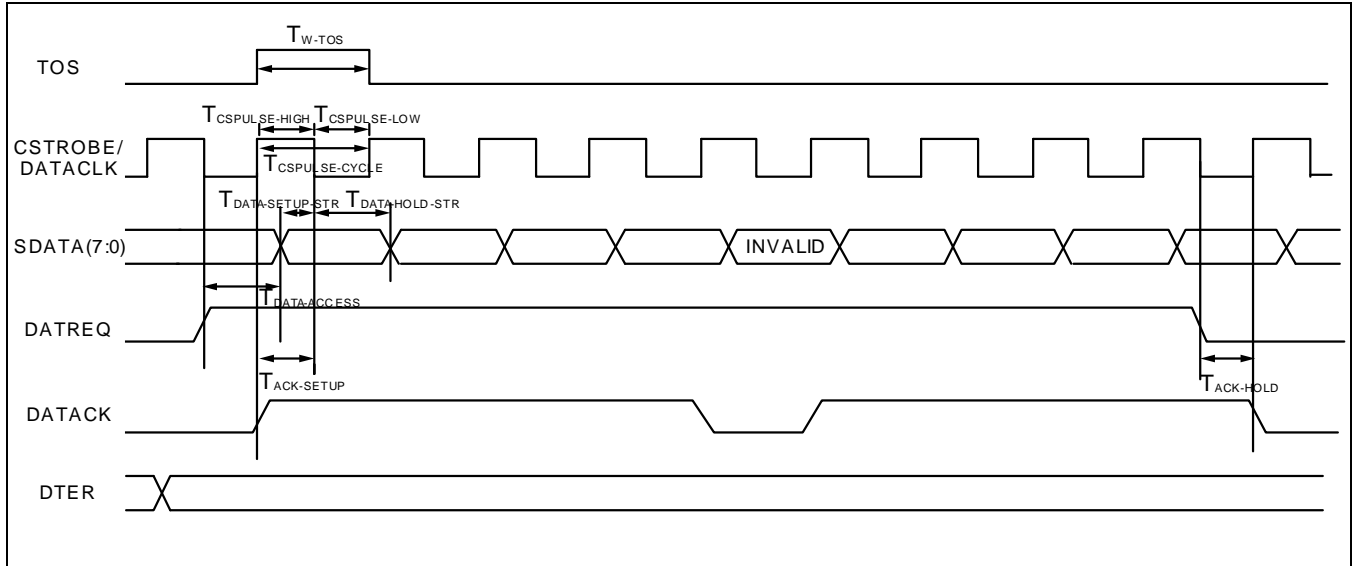 TW-TOS
TOS
TCSPULSE-HIGH TCSPULSE-LOW
CSTROBE/
DATACLK
TCSPULSE-CYCLE
TDATA-SETUP-STR TDATA-HOLD-STR
SDATA(7:0) INVALID
TDATA-ACCESS
DATREQ
TACK-SETUP TACK-HOLD
DATACK
DTER